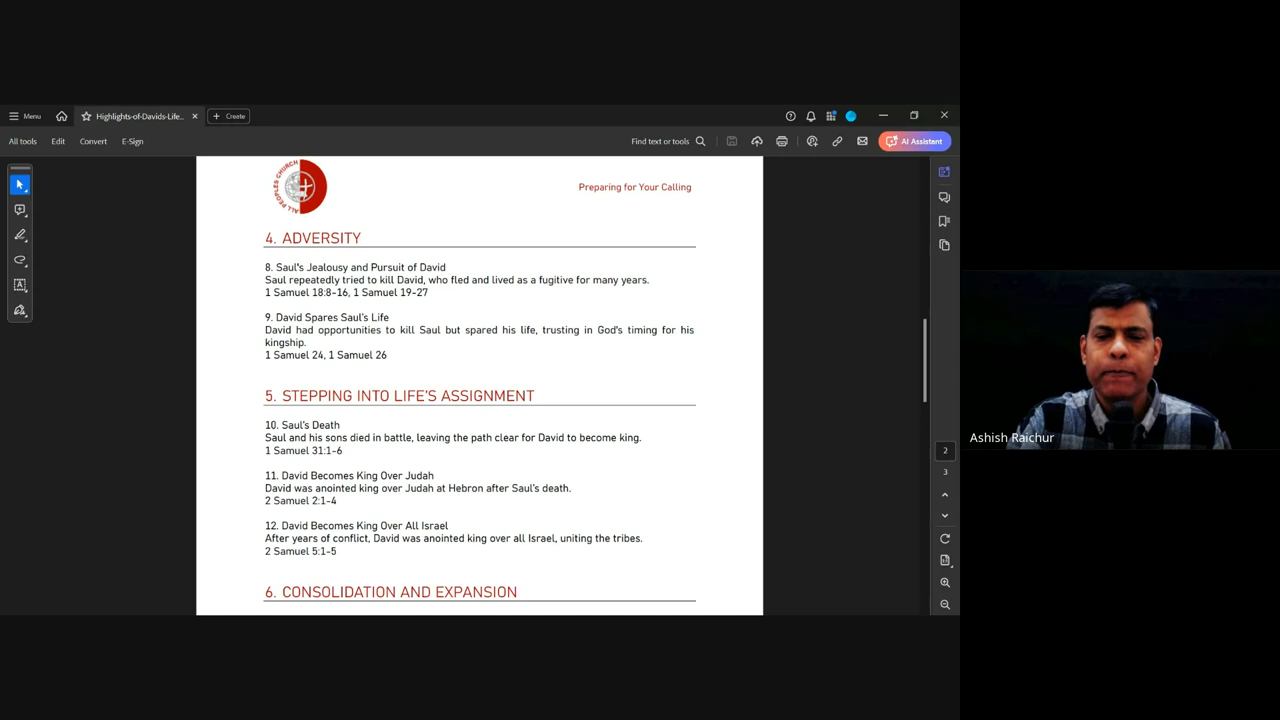 Menu
Highlights-of-Davids-Life...
Create
All tools
Edit
Convert
E-Sign
Find text or tools
AI Assistant
ALL PEOPLES CHURCH
Preparing for Your Calling
4. ADVERSITY
8. Saul's Jealousy and Pursuit of David
Saul repeatedly tried to kill David, who fled and lived as a fugitive for many years.
1 Samuel 18:8-16, 1 Samuel 19-27
9. David Spares Saul's Life
David had opportunities to kill Saul but spared his life, trusting in God's timing for his
kingship.
1 Samuel 24, 1 Samuel 26
5. STEPPING INTO LIFE'S ASSIGNMENT
10. Saul's Death
Saul and his sons died in battle, leaving the path clear for David to become king.
1 Samuel 31:1-6
11. David Becomes King Over Judah
David was anointed king over Judah at Hebron after Saul's death.
2 Samuel 2:1-4
12. David Becomes King Over All Israel
After years of conflict, David was anointed king over all Israel, uniting the tribes.
2 Samuel 5:1-5
6. CONSOLIDATION AND EXPANSION
2
3
Ashish Raichur